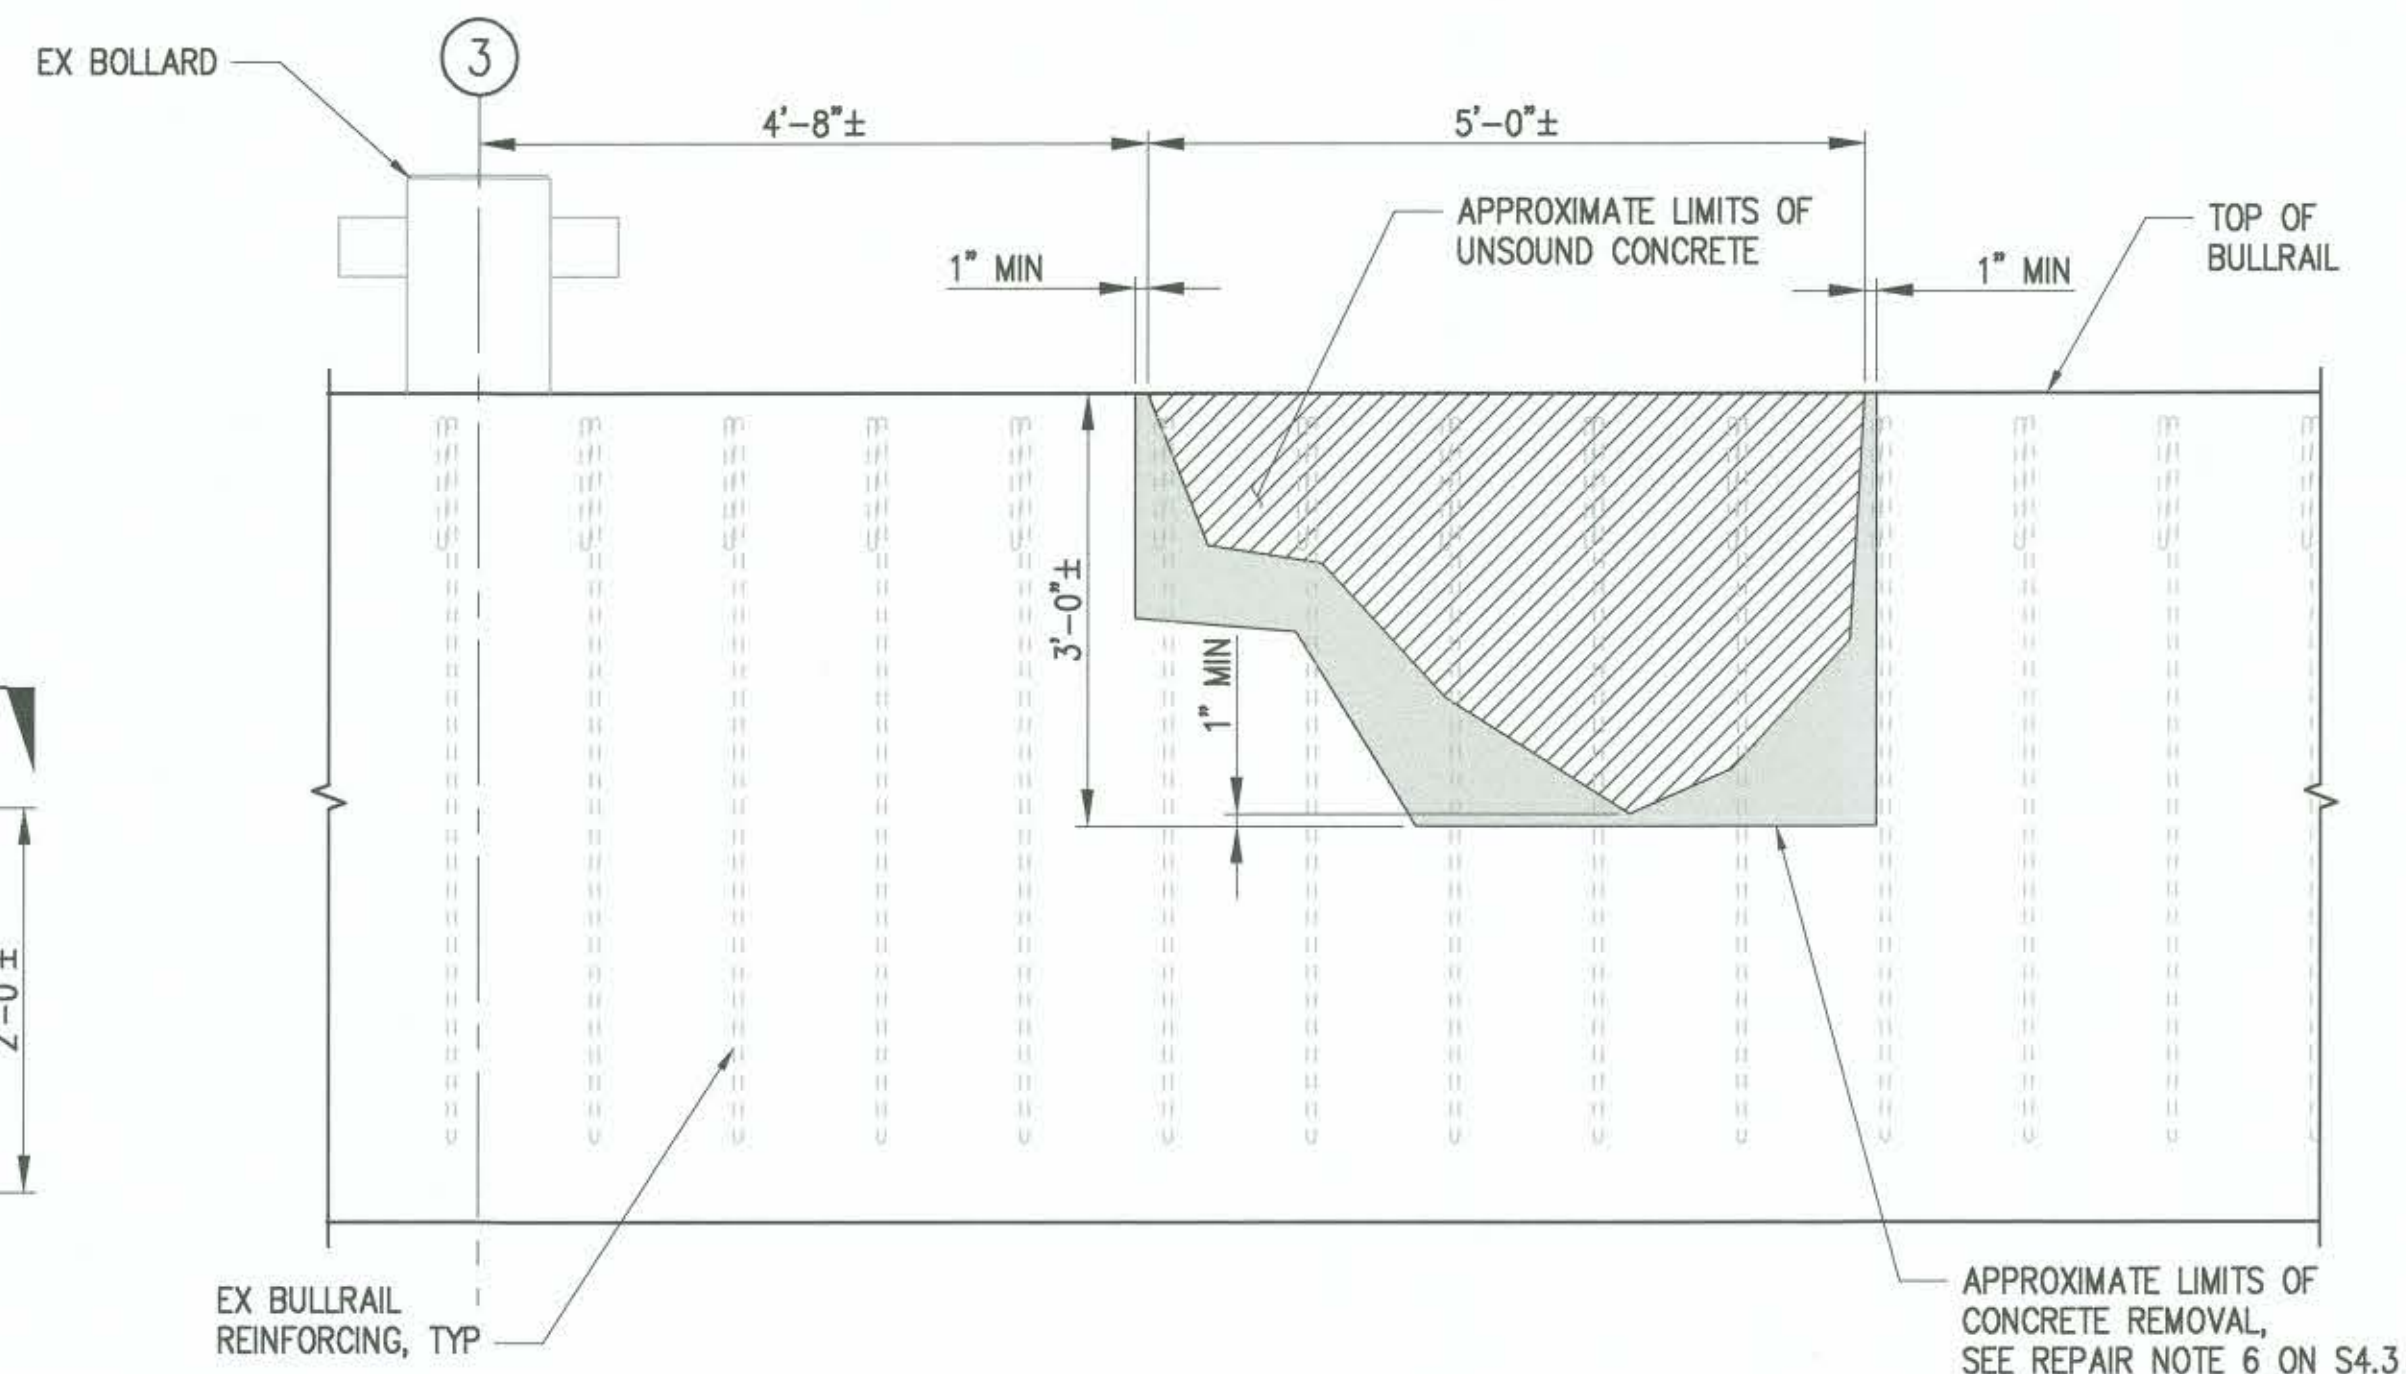 EX BOLLARD
3
4'-8"±
5'-0"±
APPROXIMATE LIMITS OF
UNSOUND CONCRETE
TOP OF
BULLRAIL
1" MIN
1" MIN
3'-0"±
1" MIN
2'-0"±
EX BULLRAIL
REINFORCING, TYP
APPROXIMATE LIMITS OF
CONCRETE REMOVAL,
SEE REPAIR NOTE 6 ON S4.3